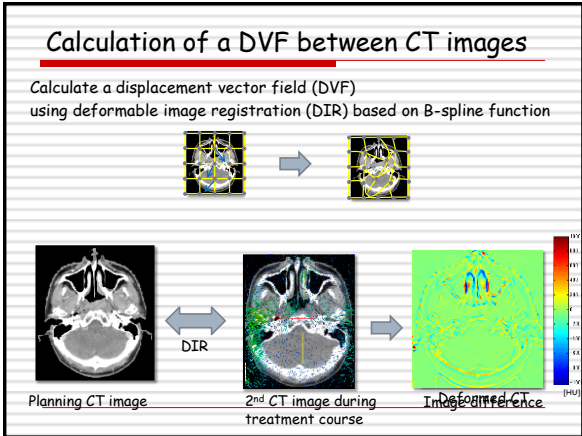 Calculation of a DVF between CT images
Calculate a displacement vector field (DVF)
using deformable image registration (DIR) based on B-spline function
DIR
Planning CT image
2nd CT image during
treatment course
Deformed CT
Image difference
[HU]